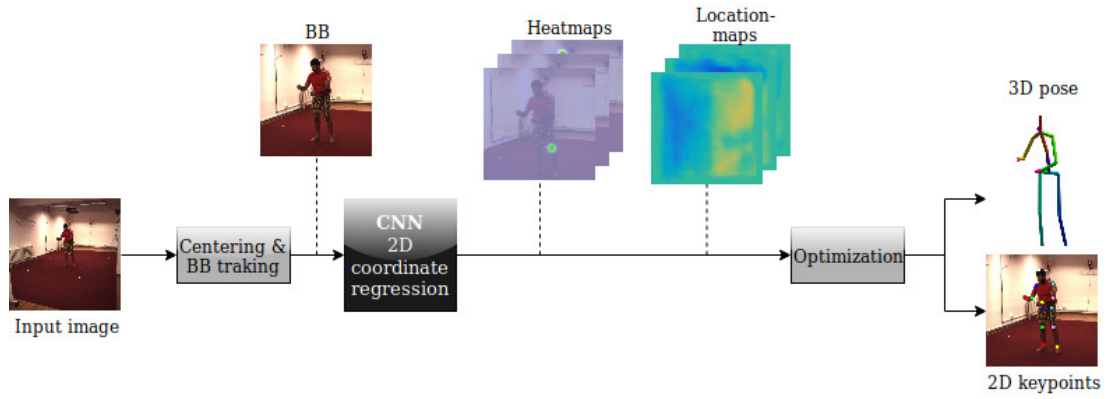 BB
Heatmaps
Location-
maps
3D pose
CNN
2D
coordinate
regression
Centering &
BB traking
Optimization
Input image
2D keypoints